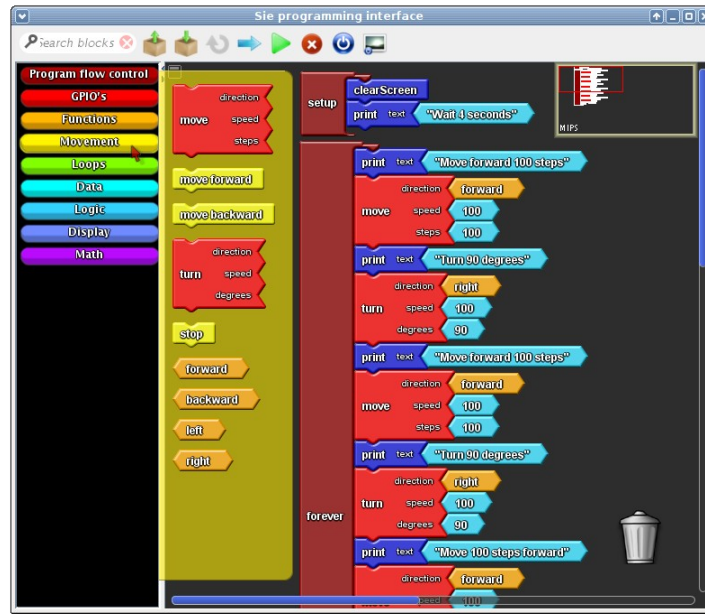 Sie programming interface
Search blocks
Program flow control
GPIO's
Functions
Movement
Loops
Data
Logic
Display
Math
move direction speed steps
move forward
move backward
turn direction speed degrees
stop
forward
backward
left
right
setup
clearScreen
print text "Wait 4 seconds"
MIPS
forever
print text "Move forward 100 steps"
move direction forward
speed 100
steps 100
print text "Turn 90 degrees"
turn direction right
speed 100
degrees 90
print text "Move forward 100 steps"
move direction forward
speed 100
steps 100
print text "Turn 90 degrees"
turn direction right
speed 100
degrees 90
print text "Move 100 steps forward"
direction forward
move speed 100